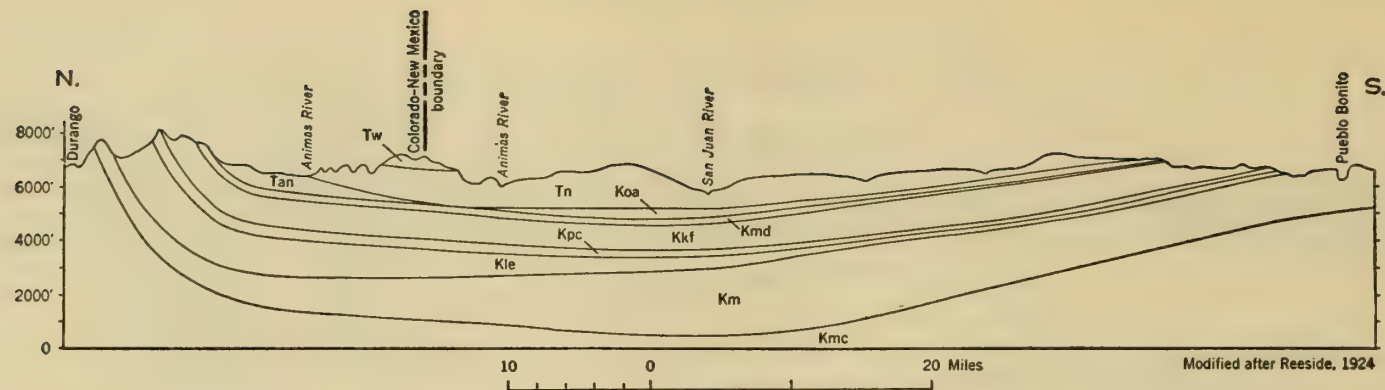 N.
Durango
8000'
6000'
4000'
2000'
0
Animas River
Tw
Colorado-New Mexico
boundary
Animas River
San Juan River
Pueblo Bonito
S.
Tan
Tn
Koa
Kmd
Kpc
Kkf
Kle
Km
Kmc
10
0
20 Miles
Modified after Reeside, 1924